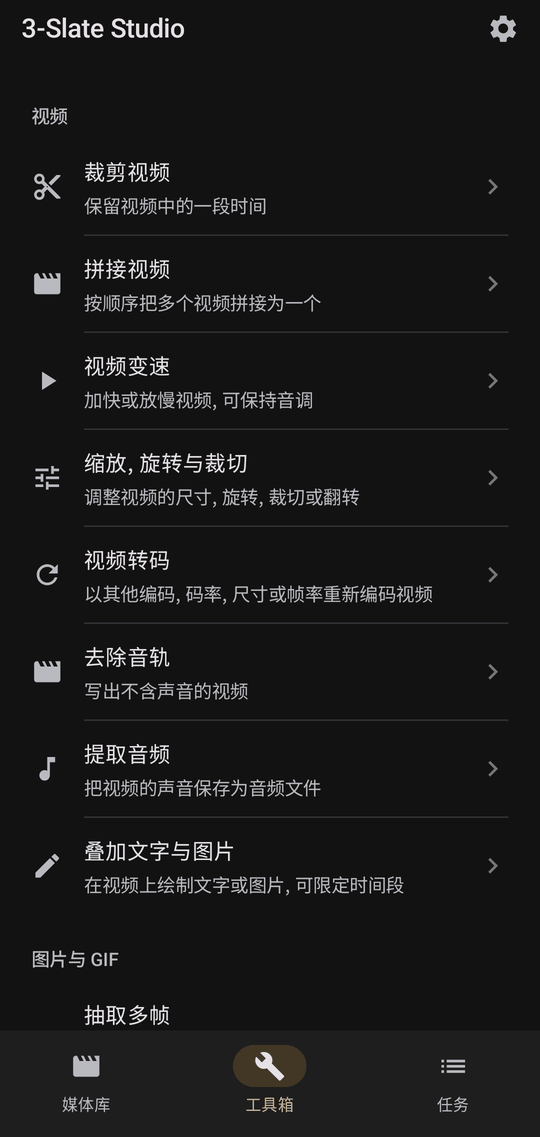 3-Slate Studio
视频
裁剪视频
保留视频中的一段时间
拼接视频
按顺序把多个视频拼接为一个
视频变速
加快或放慢视频, 可保持音调
缩放, 旋转与裁切
调整视频的尺寸, 旋转, 裁切或翻转
视频转码
以其他编码, 码率, 尺寸或帧率重新编码视频
去除音轨
写出不含声音的视频
提取音频
把视频的声音保存为音频文件
叠加文字与图片
在视频上绘制文字或图片, 可限定时间段
图片与 GIF
抽取多帧
媒体库
工具箱
任务